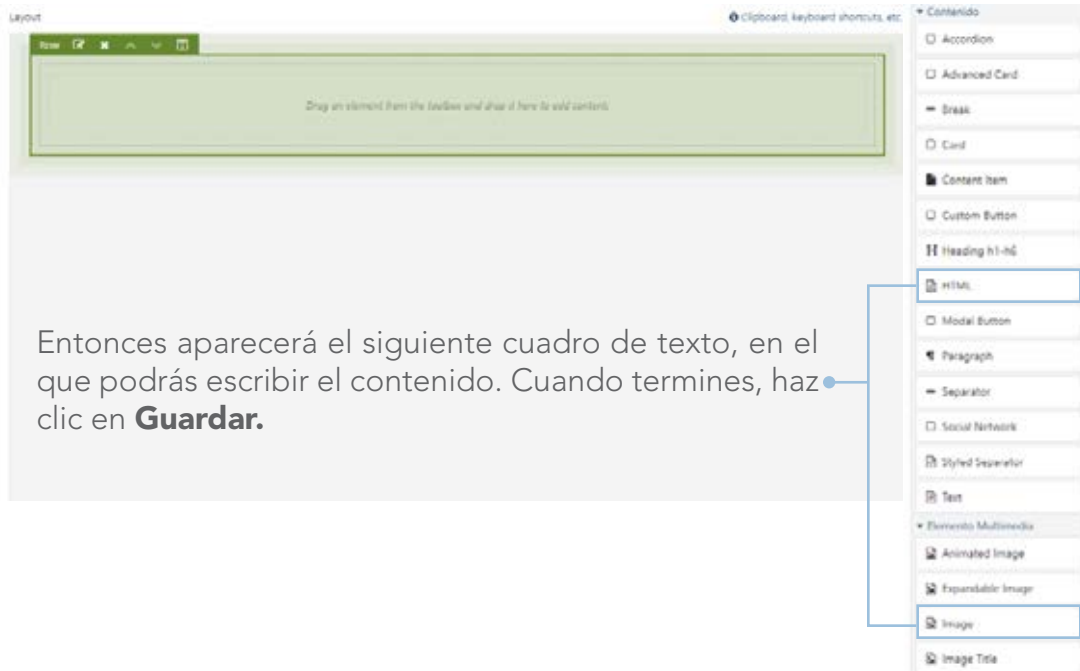 Layout
Clipboard, keyboard shortcuts, etc.
Row
Drag an element from the toolbox and drop it here to add content.
Entonces aparecerá el siguiente cuadro de texto, en el
que podrás escribir el contenido. Cuando termines, haz
clic en Guardar.
Contenido
Accordion
Advanced Card
Break
Card
Content Item
Custom Button
Heading h1-h6
HTML
Modal Button
Paragraph
Separator
Social Network
Styled Separator
Text
Elemento Multimedia
Animated Image
Expandable Image
Image
Image Title